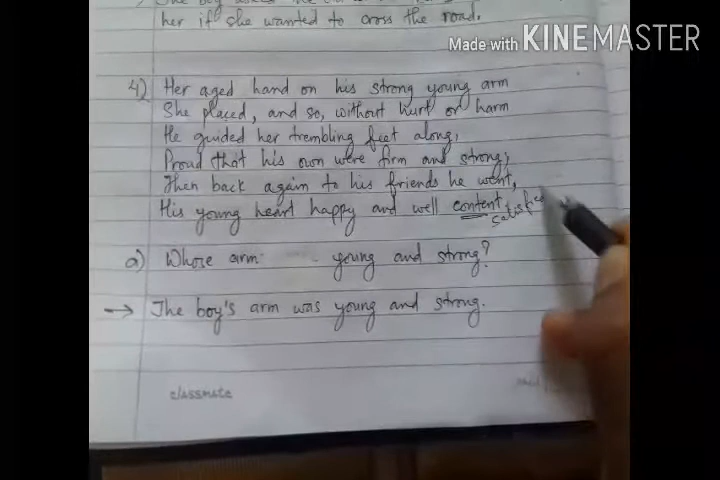 her if she wanted to cross the road.
Made with KINEMASTER
4) Her aged hand on his strong young arm
She placed, and so, without hurt or harm
He guided her trembling feet along,
Proud that his own were firm and strong;
Then back again to his friends he went,
His young heart happy and well content.
a) Whose arm young and strong?
→ The boy's arm was young and strong.
classmate